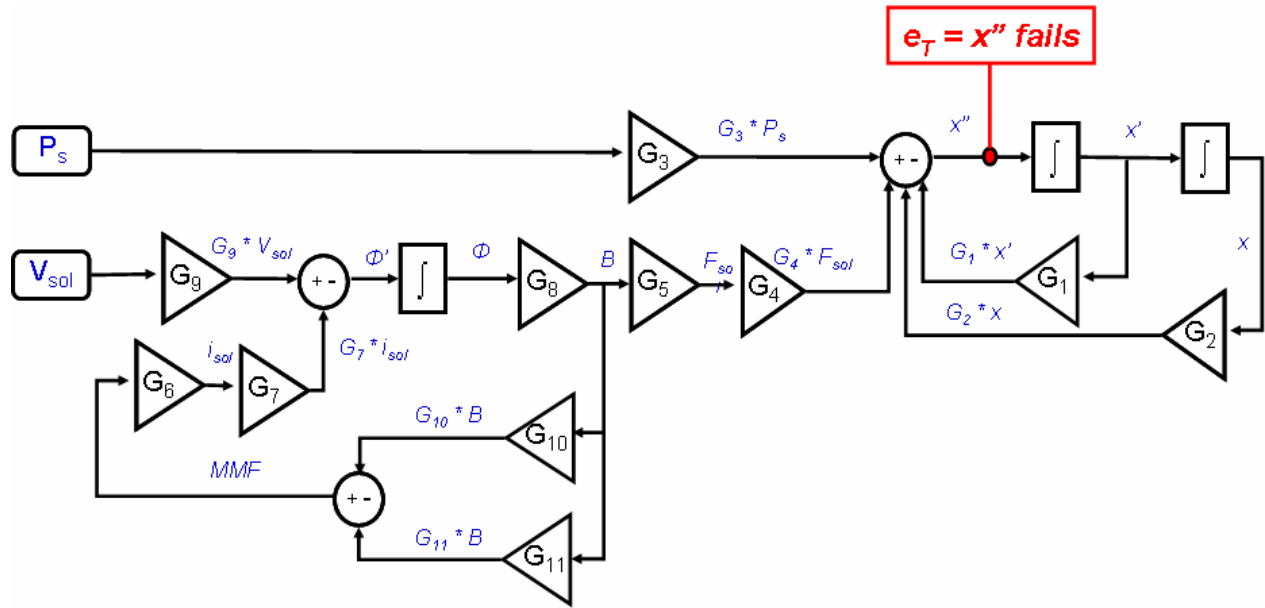 e_T = x" fails
G_3 * P_s
x"
x'
P_s
G_3
+ -
∫
∫
G_9 * V_sol
Φ'
Φ
B
F_so
l
G_4 * F_sol
G_1 * x'
x
V_sol
G_9
+ -
∫
G_8
G_5
G_4
G_1
G_2 * x
G_2
i_sol
G_7 * i_sol
G_6
G_7
G_10 * B
G_10
MMF
+ -
G_11 * B
G_11